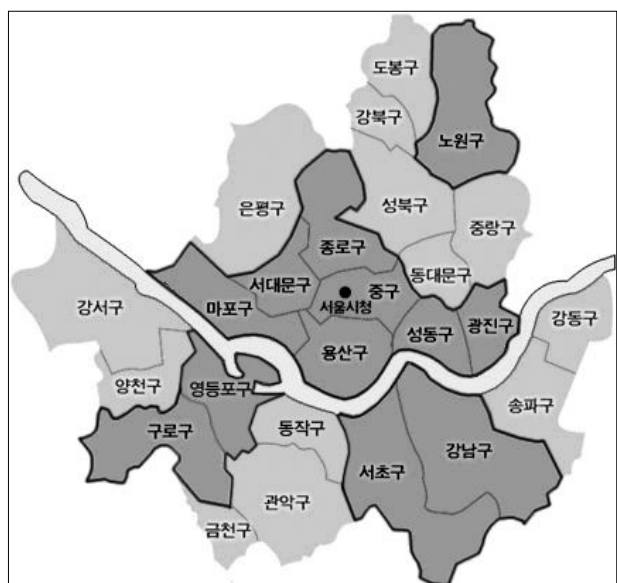 도봉구
강북구
노원구
은평구
성북구
중랑구
종로구
동대문구
서대문구
중구
마포구
서울시청
강서구
성동구
광진구
강동구
용산구
양천구
영등포구
송파구
구로구
동작구
강남구
서초구
관악구
금천구